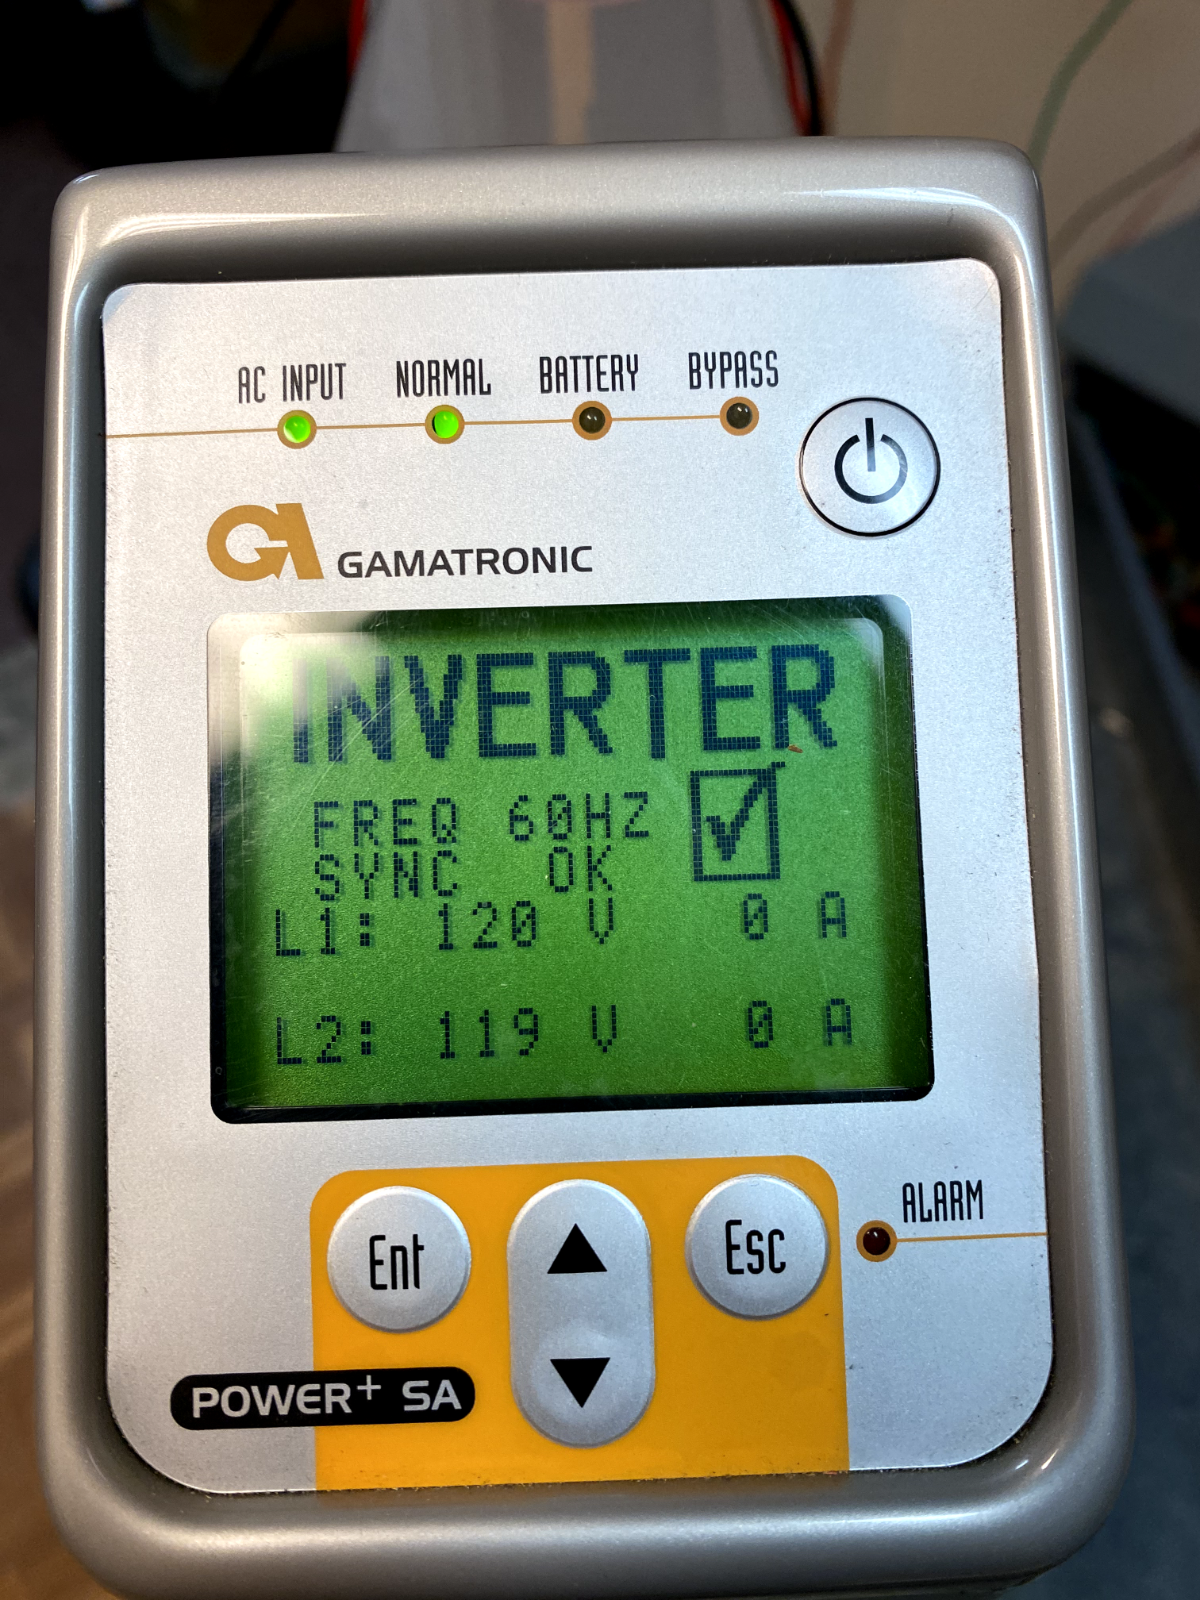 AC INPUT NORMAL BATTERY BYPASS
GAMATRONIC
INVERTER
FREQ 60HZ
SYNC OK
L1: 120 V 0 A
L2: 119 V 0 A
Ent Esc
ALARM
POWER+ SA